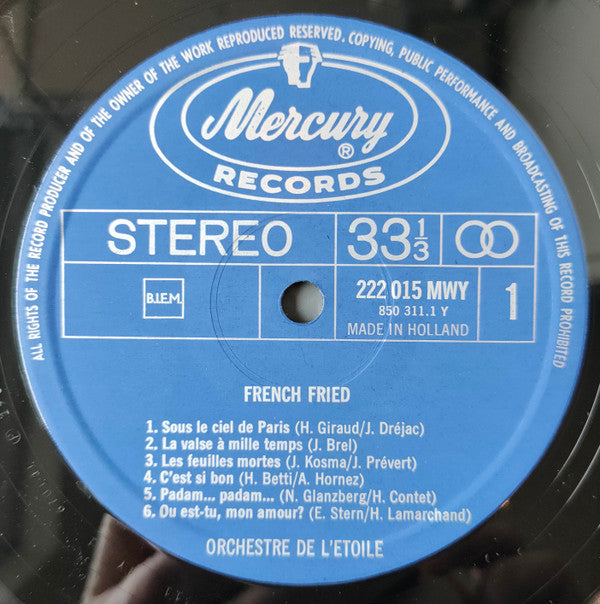 ALL RIGHTS OF THE RECORD PRODUCER AND OF THE OWNER OF THE WORK REPRODUCED RESERVED. COPYING, PUBLIC PERFORMANCE AND BROADCASTING OF THIS RECORD PROHIBITED
Mercury
®
RECORDS
STEREO
33 1/3
B.I.E.M.
222 015 MWY
850 311.1 Y
MADE IN HOLLAND
1
FRENCH FRIED
1. Sous le ciel de Paris (H. Giraud/J. Dréjac)
2. La valse à mille temps (J. Brel)
3. Les feuilles mortes (J. Kosma/J. Prévert)
4. C'est si bon (H. Betti/A. Hornez)
5. Padam... padam... (N. Glanzberg/H. Contet)
6. Ou est-tu, mon amour? (E. Stern/H. Lamarchand)
ORCHESTRE DE L'ETOILE